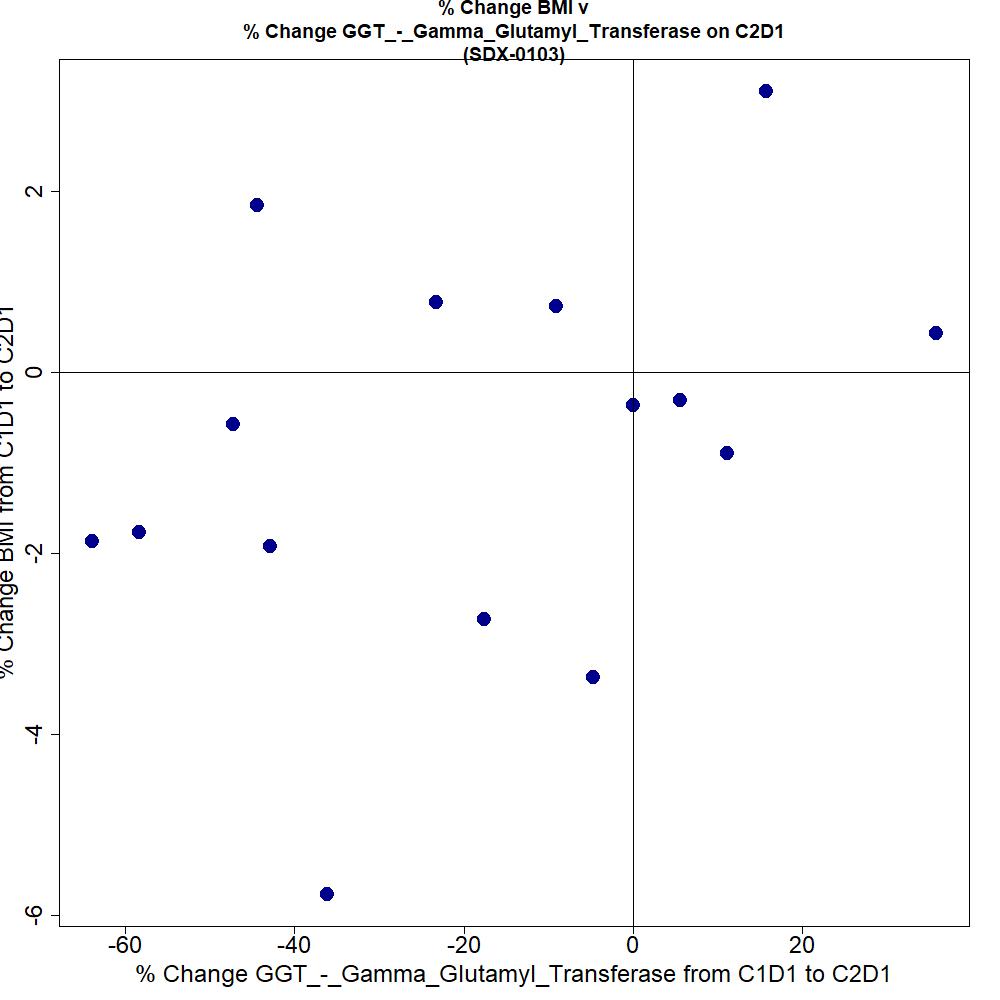 % Change BMI v
% Change GGT_-_Gamma_Glutamyl_Transferase on C2D1
(SDX-0103)
% Change BMI from C1D1 to C2D1
2
0
-2
-4
-6
-60
-40
-20
0
20
% Change GGT_-_Gamma_Glutamyl_Transferase from C1D1 to C2D1